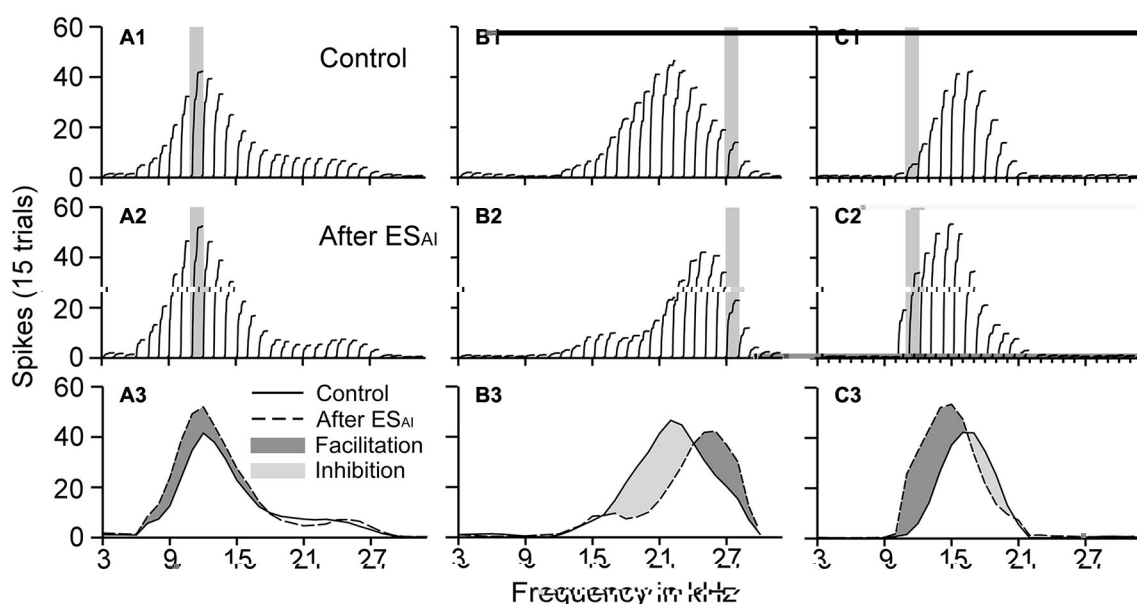 A1
Control
B1
C1
60
40
20
0
A2
After ESAI
B2
C2
60
40
20
0
A3
Control
After ESAI
Facilitation
Inhibition
B3
C3
60
40
20
0
3 9 15 21 27 3 9 15 21 27 3 9 15 21 27
Spikes (15 trials)
Frequency in kHz